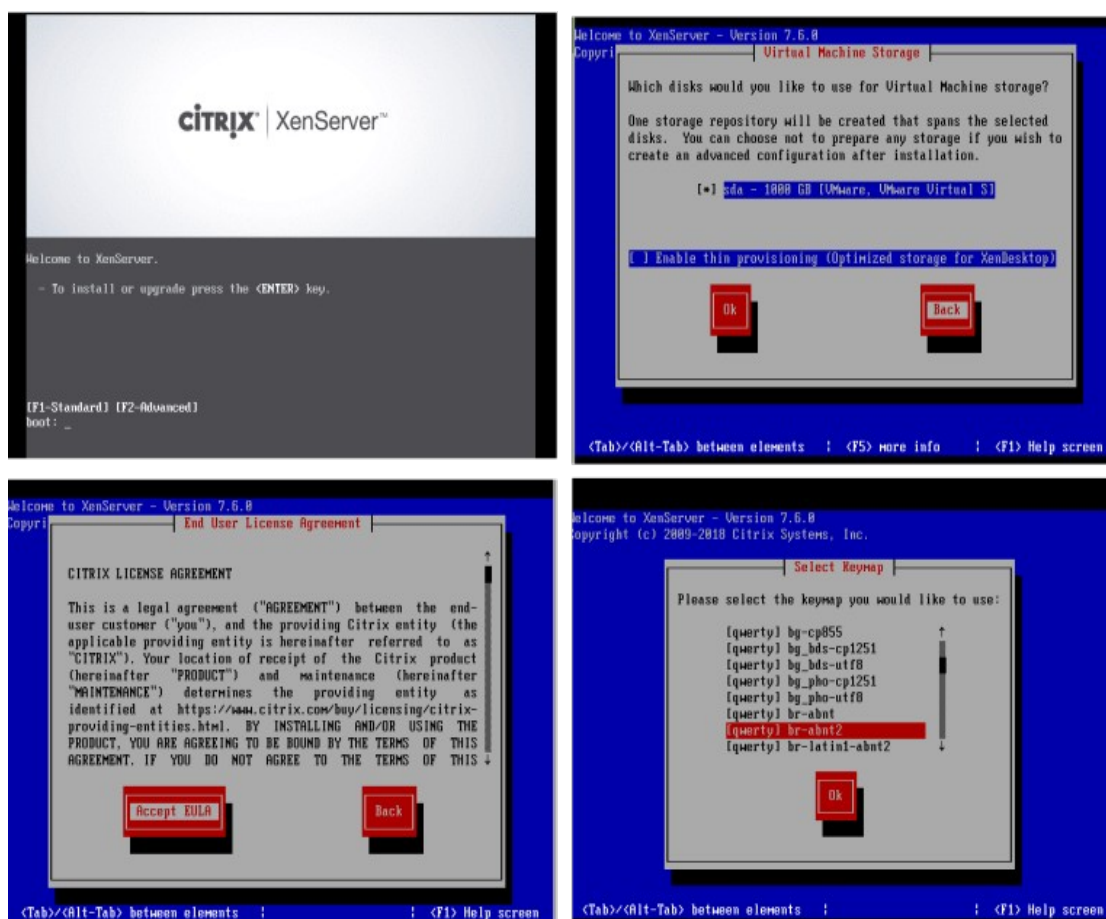 CITRIX® XenServer™
Welcome to XenServer.
- To install or upgrade press the <ENTER> key.
[F1-Standard] [F2-Advanced]
boot: _
Welcome to XenServer - Version 7.6.0
Copyri
Virtual Machine Storage
Which disks would you like to use for Virtual Machine storage?
One storage repository will be created that spans the selected
disks. You can choose not to prepare any storage if you wish to
create an advanced configuration after installation.
[*] sda - 1000 GB [VMware, VMware Virtual S]
[ ] Enable thin provisioning (Optimized storage for XenDesktop)
Ok Back
<Tab>/<Alt-Tab> between elements | <F5> more info | <F1> Help screen
Welcome to XenServer - Version 7.6.0
Copyri
End User License Agreement
CITRIX LICENSE AGREEMENT
This is a legal agreement ("AGREEMENT") between the end-
user customer ("you"), and the providing Citrix entity (the
applicable providing entity is hereinafter referred to as
"CITRIX"). Your location of receipt of the Citrix product
(hereinafter "PRODUCT") and maintenance (hereinafter
"MAINTENANCE") determines the providing entity as
identified at https://www.citrix.com/buy/licensing/citrix-
providing-entities.html. BY INSTALLING AND/OR USING THE
PRODUCT, YOU ARE AGREEING TO BE BOUND BY THE TERMS OF THIS
AGREEMENT. IF YOU DO NOT AGREE TO THE TERMS OF THIS
Accept EULA Back
<Tab>/<Alt-Tab> between elements | | <F1> Help screen
Welcome to XenServer - Version 7.6.0
Copyright (c) 2009-2018 Citrix Systems, Inc.
Select Keymap
Please select the keymap you would like to use:
[qwerty] bg-cp855
[qwerty] bg_bds-cp1251
[qwerty] bg_bds-utf8
[qwerty] bg_pho-cp1251
[qwerty] bg_pho-utf8
[qwerty] br-abnt
[qwerty] br-abnt2
[qwerty] br-latin1-abnt2
Ok
<Tab>/<Alt-Tab> between elements | | <F1> Help screen